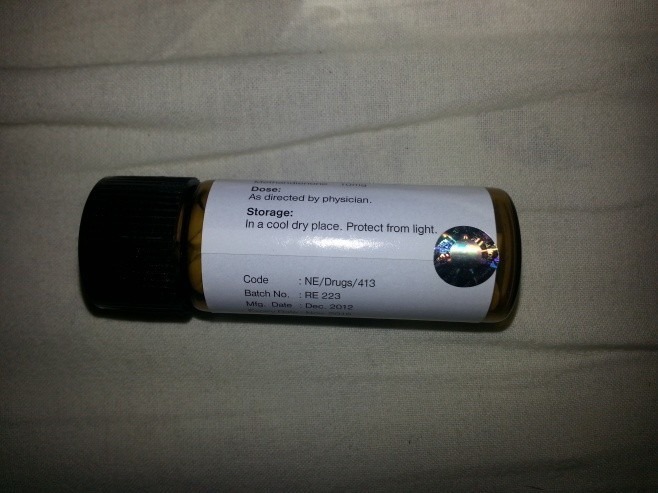 10mg
Dose:
As directed by physician.
Storage:
In a cool dry place. Protect from light.
Code : NE/Drugs/413
Batch No. : RE 223
Mfg. Date : Dec. 2012